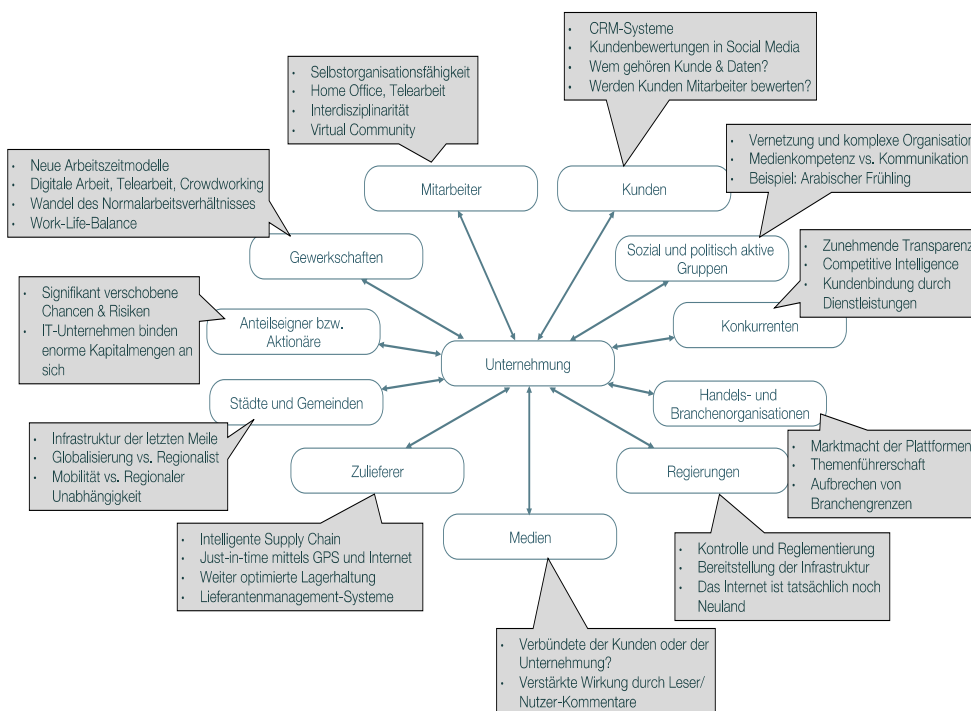 · CRM-Systeme
· Kundenbewertungen in Social Media
· Wem gehören Kunde & Daten?
· Werden Kunden Mitarbeiter bewerten?
· Selbstorganisationsfähigkeit
· Home Office, Telearbeit
· Interdisziplinarität
· Virtual Community
· Vernetzung und komplexe Organisation
· Medienkompetenz vs. Kommunikation
· Beispiel: Arabischer Frühling
· Neue Arbeitszeitmodelle
· Digitale Arbeit, Telearbeit, Crowdworking
· Wandel des Normalarbeitsverhältnisses
· Work-Life-Balance
Mitarbeiter
Kunden
Gewerkschaften
Sozial und politisch aktive
Gruppen
· Zunehmende Transparenz
· Competitive Intelligence
· Kundenbindung durch
Dienstleistungen
· Signifikant verschobene
Chancen & Risiken
· IT-Unternehmen binden
enorme Kapitalmengen an
sich
Anteilseigner bzw.
Aktionäre
Konkurrenten
Unternehmung
Städte und Gemeinden
Handels- und
Branchenorganisationen
· Infrastruktur der letzten Meile
· Globalisierung vs. Regionalist
· Mobilität vs. Regionaler
Unabhängigkeit
Zulieferer
Regierungen
· Marktmacht der Plattformen
· Themenführerschaft
· Aufbrechen von
Branchengrenzen
· Intelligente Supply Chain
· Just-in-time mittels GPS und Internet
· Weiter optimierte Lagerhaltung
· Lieferantenmanagement-Systeme
Medien
· Kontrolle und Reglementierung
· Bereitstellung der Infrastruktur
· Das Internet ist tatsächlich noch
Neuland
· Verbündete der Kunden oder der
Unternehmung?
· Verstärkte Wirkung durch Leser/
Nutzer-Kommentare